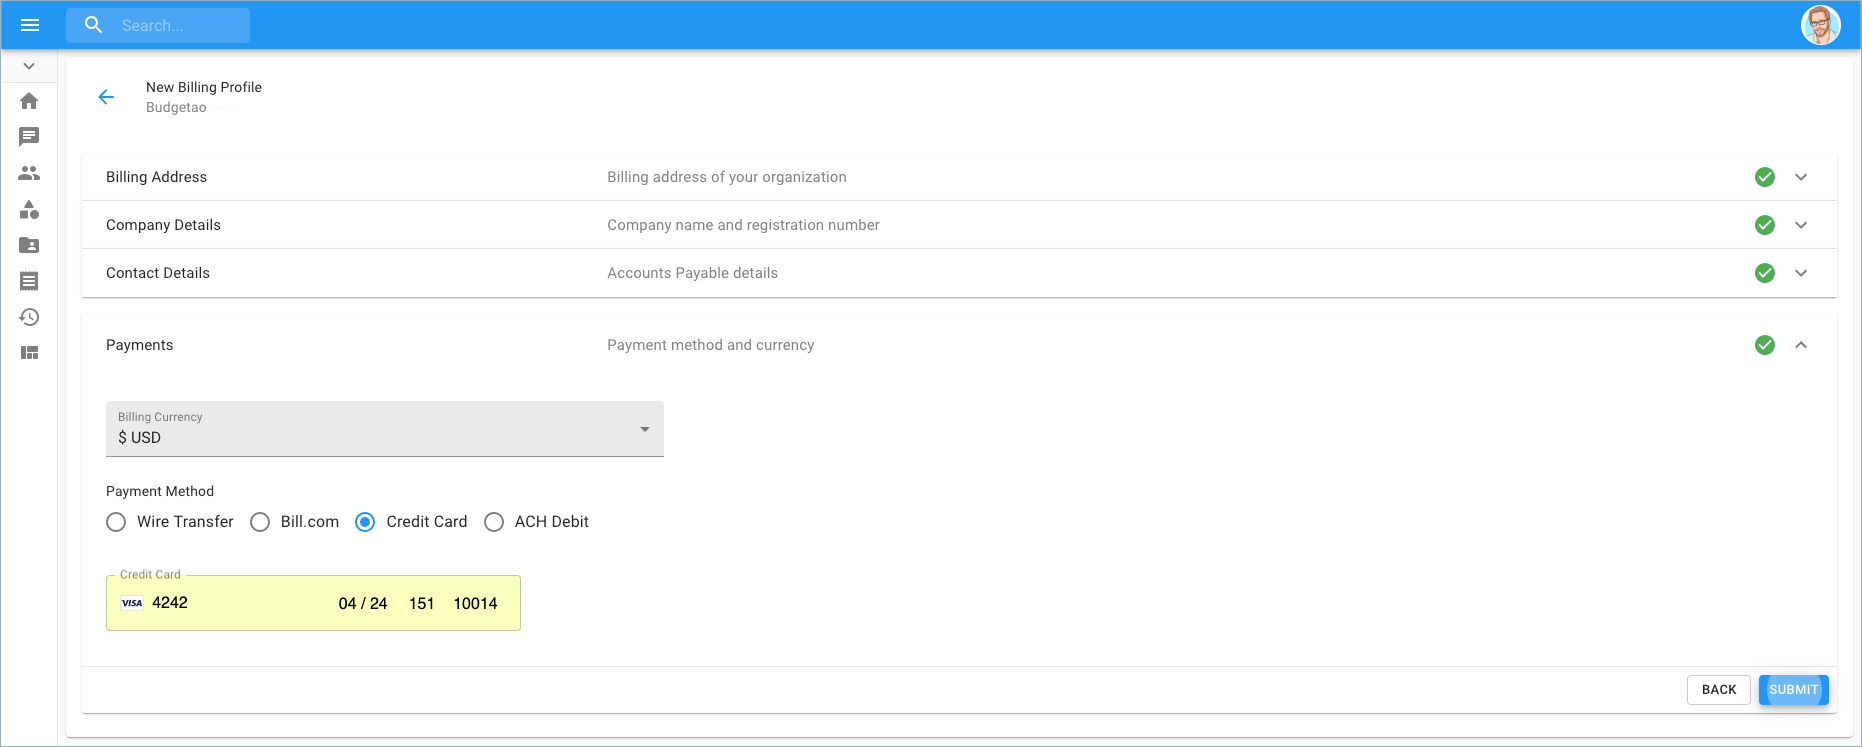 Search...
New Billing Profile
Budgetao
Billing Address Billing address of your organization
Company Details Company name and registration number
Contact Details Accounts Payable details
Payments Payment method and currency
Billing Currency
$ USD
Payment Method
Wire Transfer Bill.com Credit Card ACH Debit
Credit Card
VISA 4242 04 / 24 151 10014
BACK SUBMIT